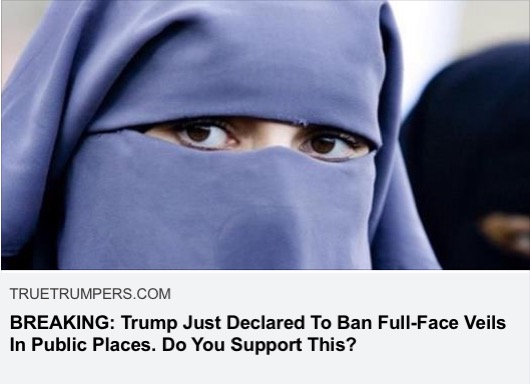 TRUETRUMPERS.COM
BREAKING: Trump Just Declared To Ban Full-Face Veils
In Public Places. Do You Support This?